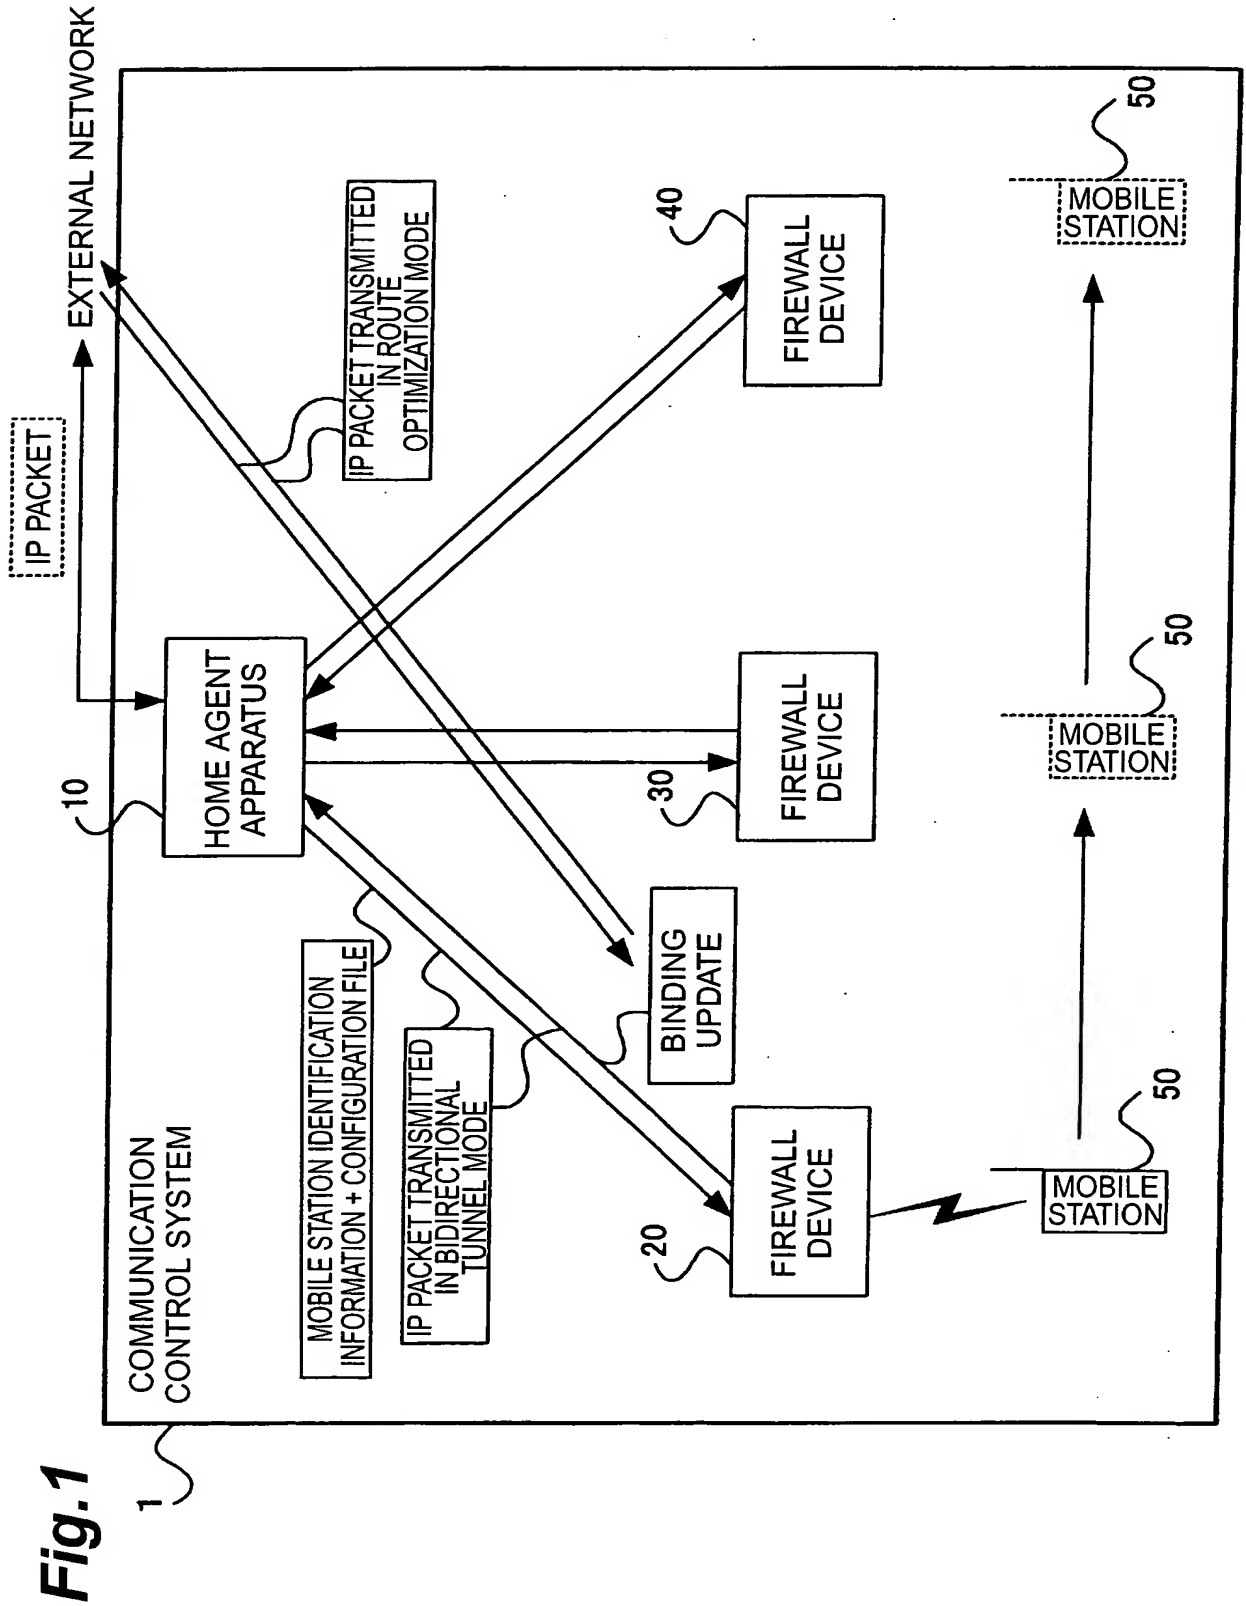 Fig.1
1
COMMUNICATION
CONTROL SYSTEM
EXTERNAL NETWORK
IP PACKET
10
HOME AGENT
APPARATUS
MOBILE STATION IDENTIFICATION
INFORMATION + CONFIGURATION FILE
IP PACKET TRANSMITTED
IN BIDIRECTIONAL
TUNNEL MODE
IP PACKET TRANSMITTED
IN ROUTE
OPTIMIZATION MODE
BINDING
UPDATE
20
FIREWALL
DEVICE
30
FIREWALL
DEVICE
40
FIREWALL
DEVICE
50
MOBILE
STATION
50
MOBILE
STATION
50
MOBILE
STATION